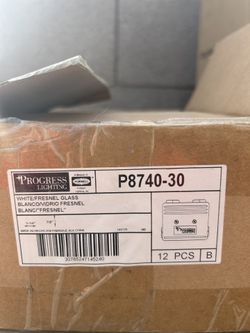 PROGRESS
LIGHTING
P8740-30
WHITE/FRESNEL GLASS
BLANCO/VIDRIO FRESNEL
BLANC/"FRESNEL"
12 PCS
B